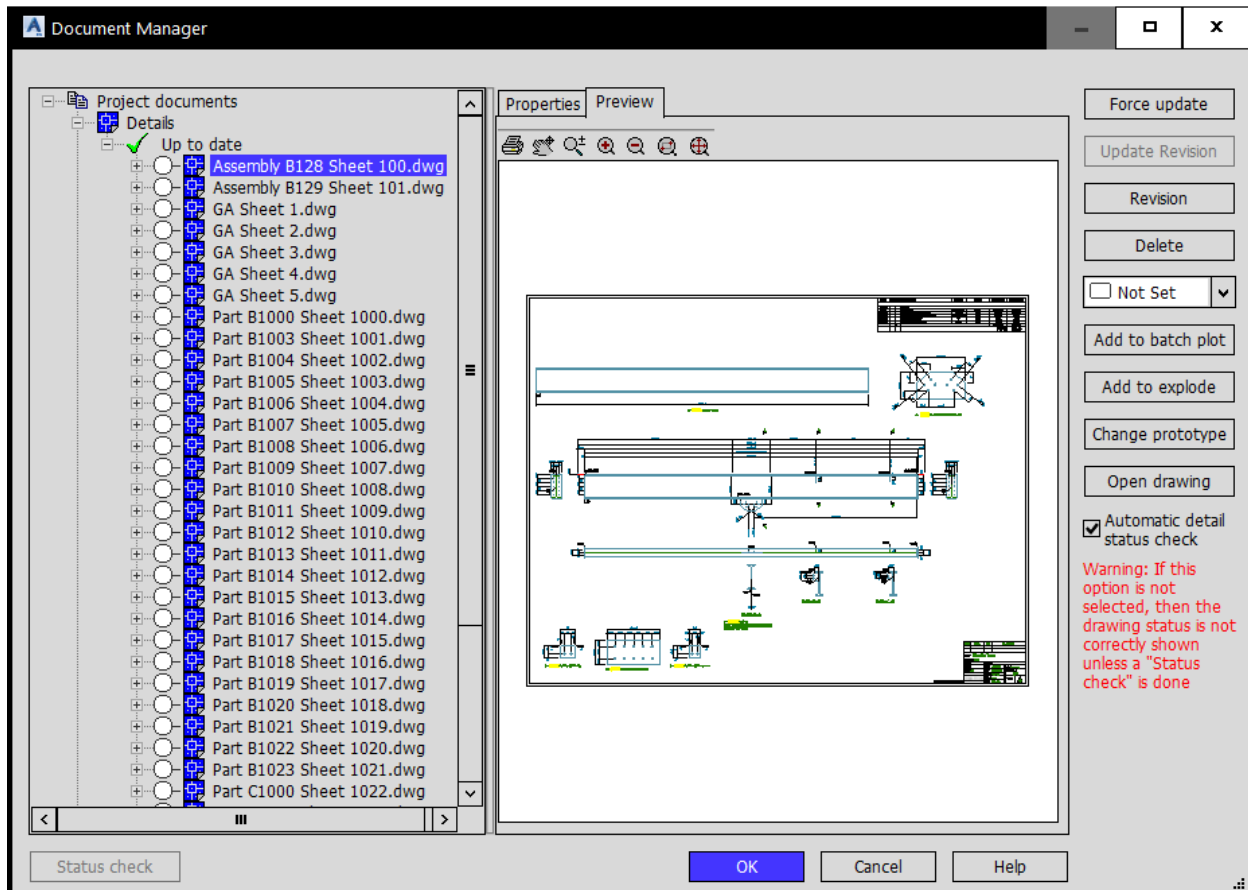 Document Manager
Project documents
Details
Up to date
Assembly B128 Sheet 100.dwg
Assembly B129 Sheet 101.dwg
GA Sheet 1.dwg
GA Sheet 2.dwg
GA Sheet 3.dwg
GA Sheet 4.dwg
GA Sheet 5.dwg
Part B1000 Sheet 1000.dwg
Part B1003 Sheet 1001.dwg
Part B1004 Sheet 1002.dwg
Part B1005 Sheet 1003.dwg
Part B1006 Sheet 1004.dwg
Part B1007 Sheet 1005.dwg
Part B1008 Sheet 1006.dwg
Part B1009 Sheet 1007.dwg
Part B1010 Sheet 1008.dwg
Part B1011 Sheet 1009.dwg
Part B1012 Sheet 1010.dwg
Part B1013 Sheet 1011.dwg
Part B1014 Sheet 1012.dwg
Part B1015 Sheet 1013.dwg
Part B1016 Sheet 1014.dwg
Part B1017 Sheet 1015.dwg
Part B1018 Sheet 1016.dwg
Part B1019 Sheet 1017.dwg
Part B1020 Sheet 1018.dwg
Part B1021 Sheet 1019.dwg
Part B1022 Sheet 1020.dwg
Part B1023 Sheet 1021.dwg
Part C1000 Sheet 1022.dwg
Properties
Preview
Force update
Update Revision
Revision
Delete
Not Set
Add to batch plot
Add to explode
Change prototype
Open drawing
Automatic detail
status check
Warning: If this
option is not
selected, then the
drawing status is not
correctly shown
unless a "Status
check" is done
Status check
OK
Cancel
Help